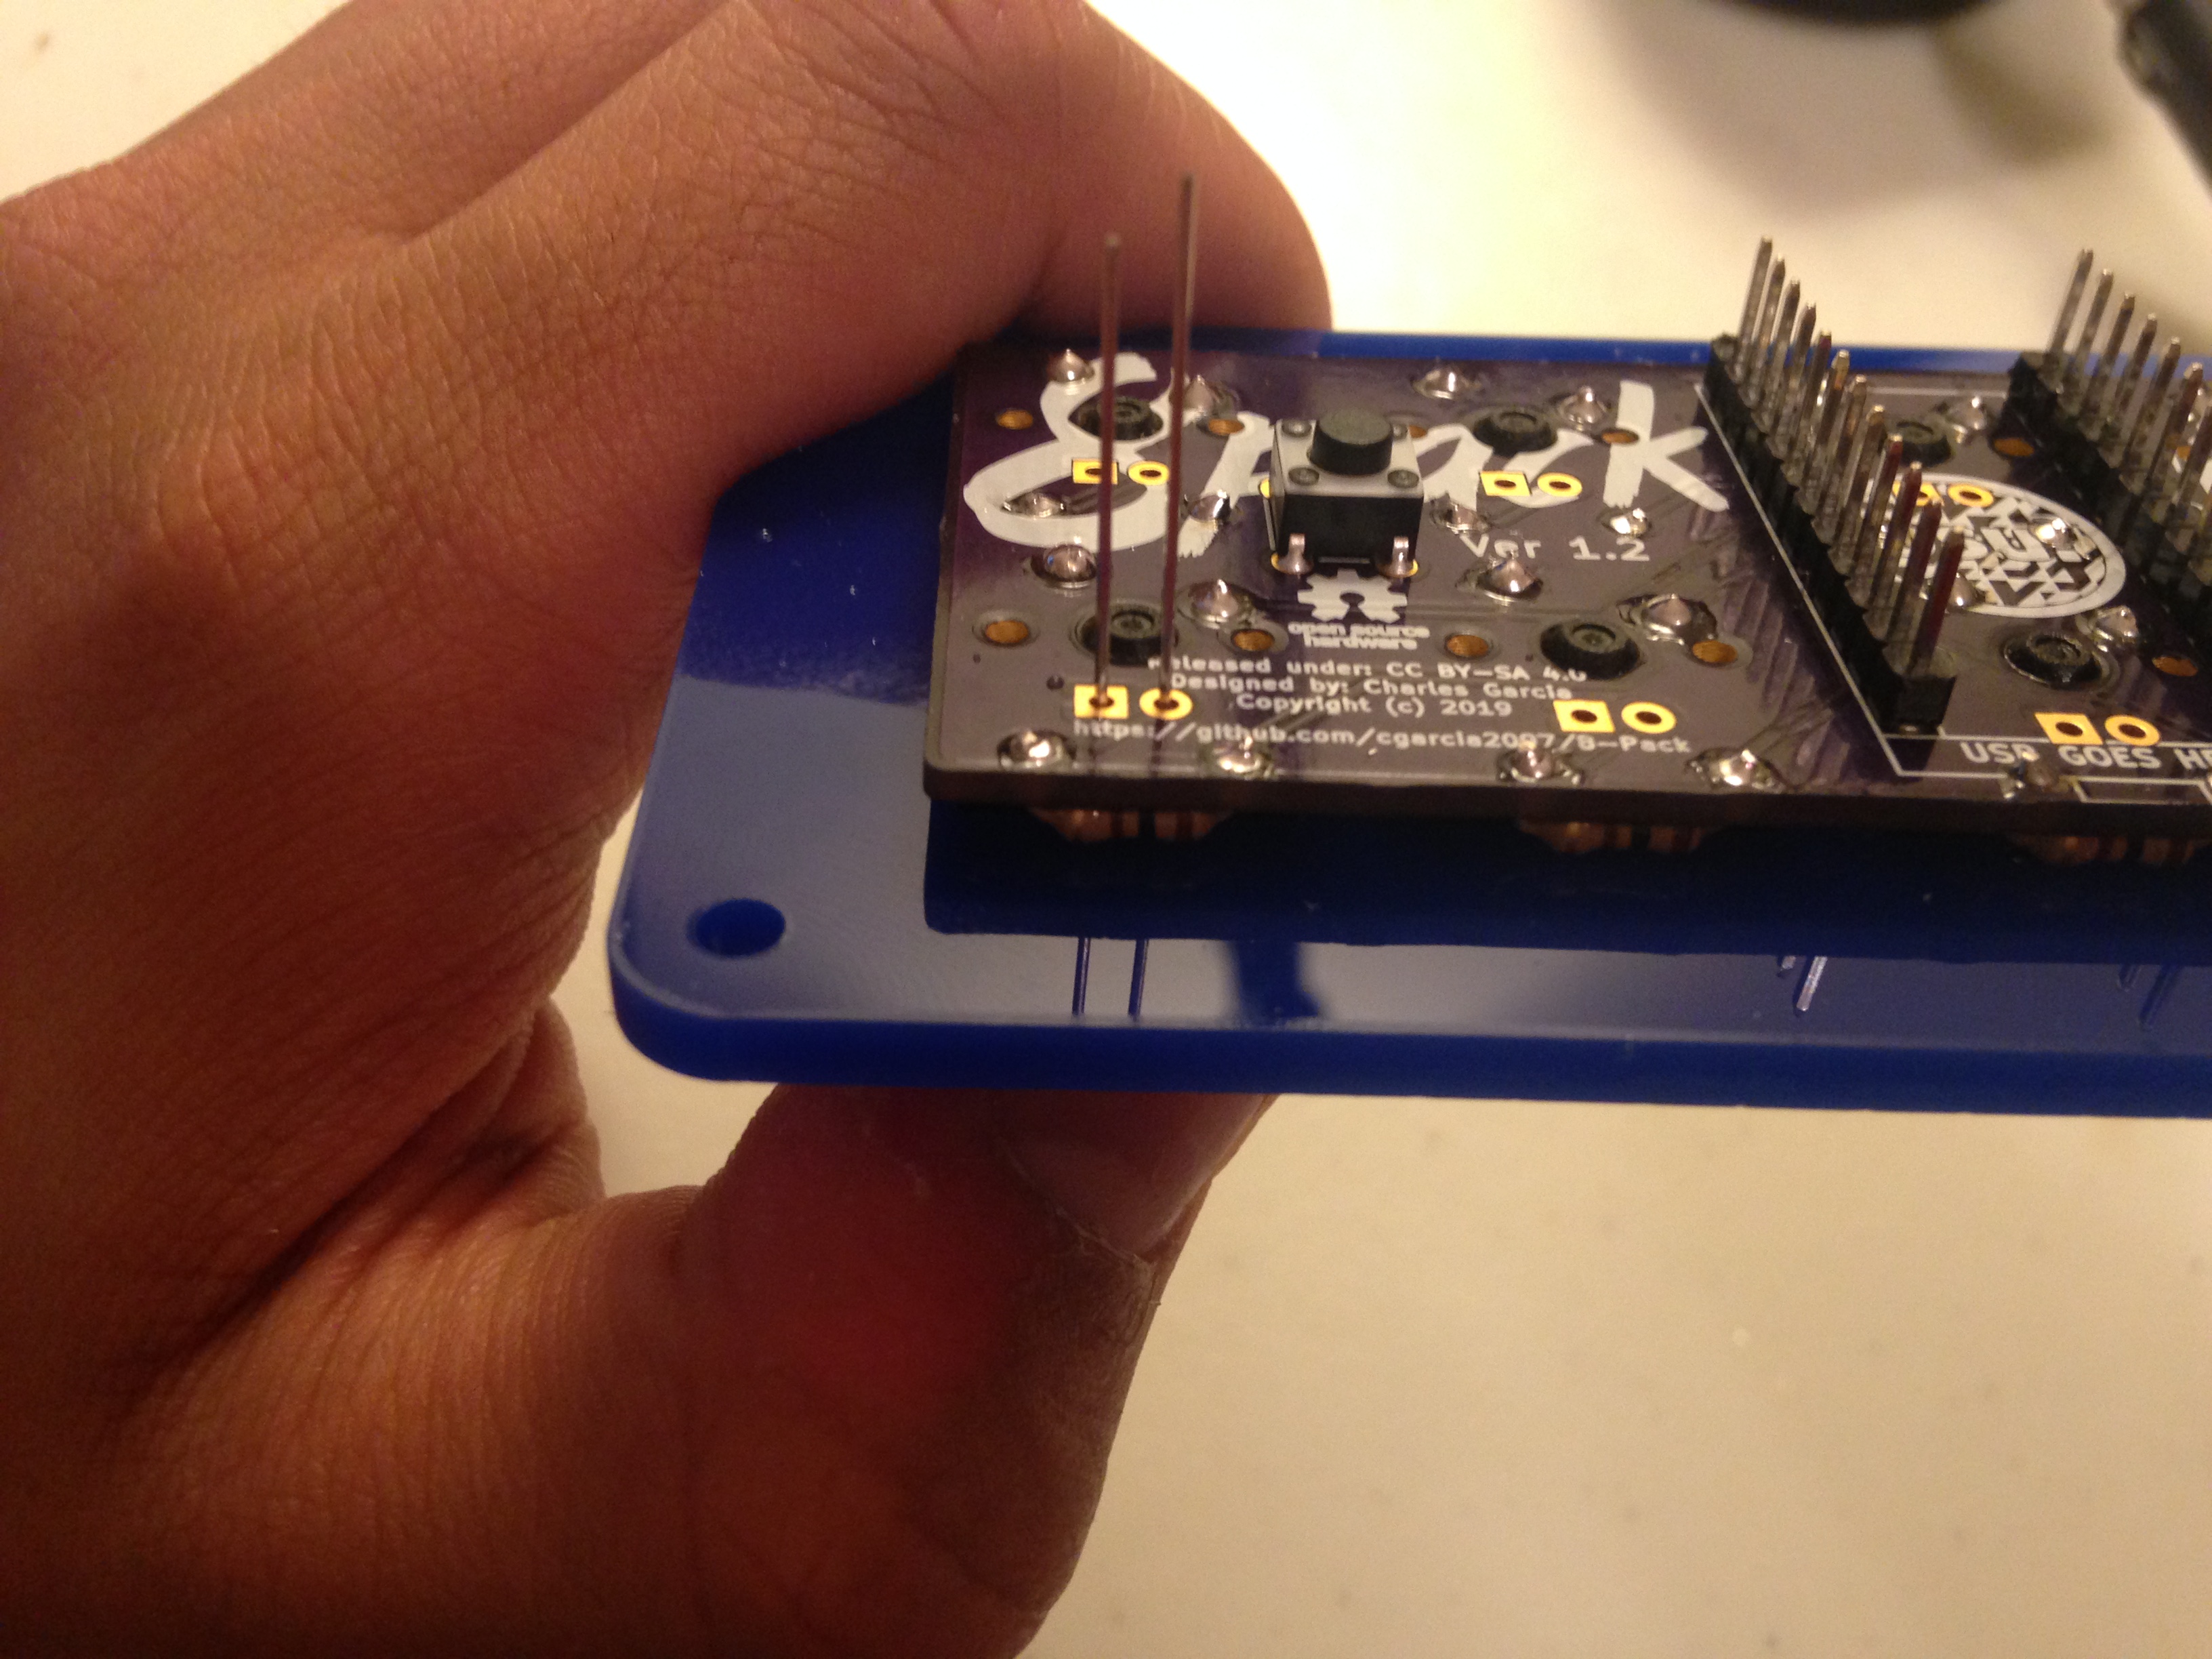 8pack
Ver 1.2
open source
hardware
released under: CC BY-SA 4.0
Designed by: Charles Garcia
Copyright (c) 2019
https://github.com/cgarcia2097/8-Pack
USB GOES